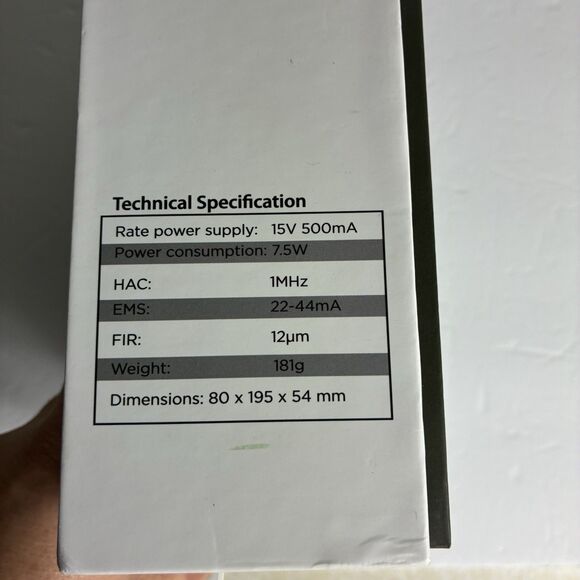 Technical Specification
Rate power supply: 15V 500mA
Power consumption: 7.5W
HAC: 1MHz
EMS: 22-44mA
FIR: 12μm
Weight: 181g
Dimensions: 80 x 195 x 54 mm